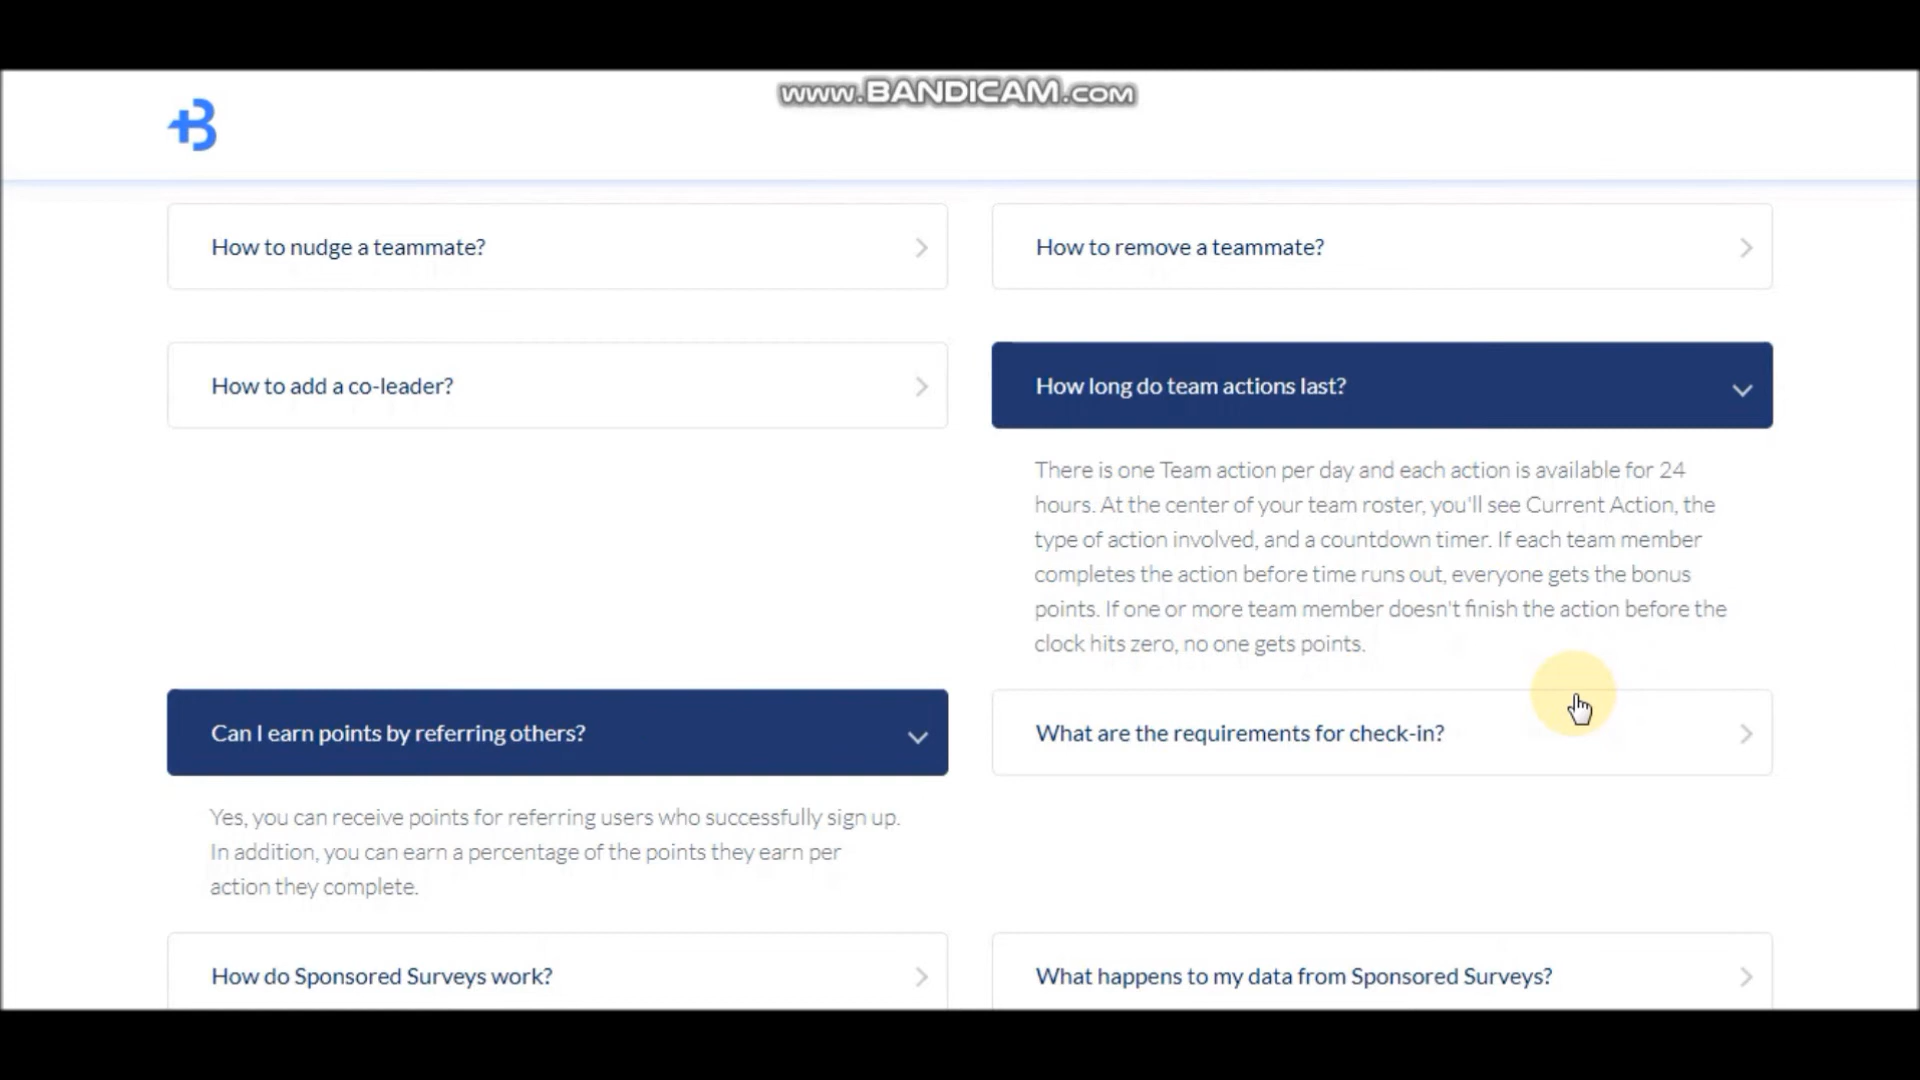 www.BANDICAM.com
How to nudge a teammate?
How to remove a teammate?
How to add a co-leader?
How long do team actions last?
There is one Team action per day and each action is available for 24
hours. At the center of your team roster, you'll see Current Action, the
type of action involved, and a countdown timer. If each team member
completes the action before time runs out, everyone gets the bonus
points. If one or more team member doesn't finish the action before the
clock hits zero, no one gets points.
Can I earn points by referring others?
What are the requirements for check-in?
Yes, you can receive points for referring users who successfully sign up.
In addition, you can earn a percentage of the points they earn per
action they complete.
How do Sponsored Surveys work?
What happens to my data from Sponsored Surveys?